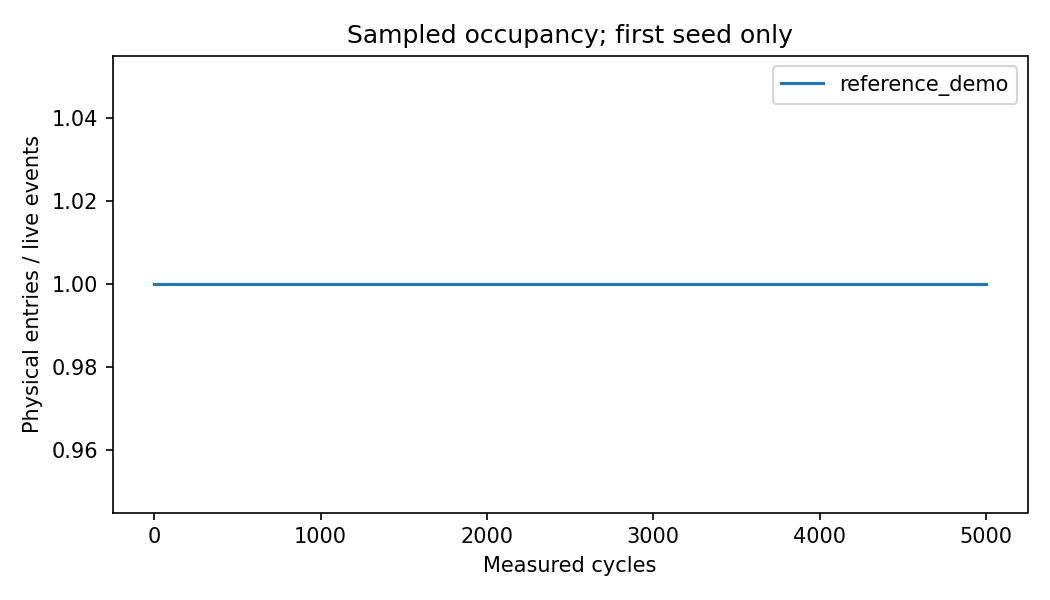 Sampled occupancy; first seed only
reference_demo
Physical entries / live events
1.04
1.02
1.00
0.98
0.96
0
1000
2000
3000
4000
5000
Measured cycles